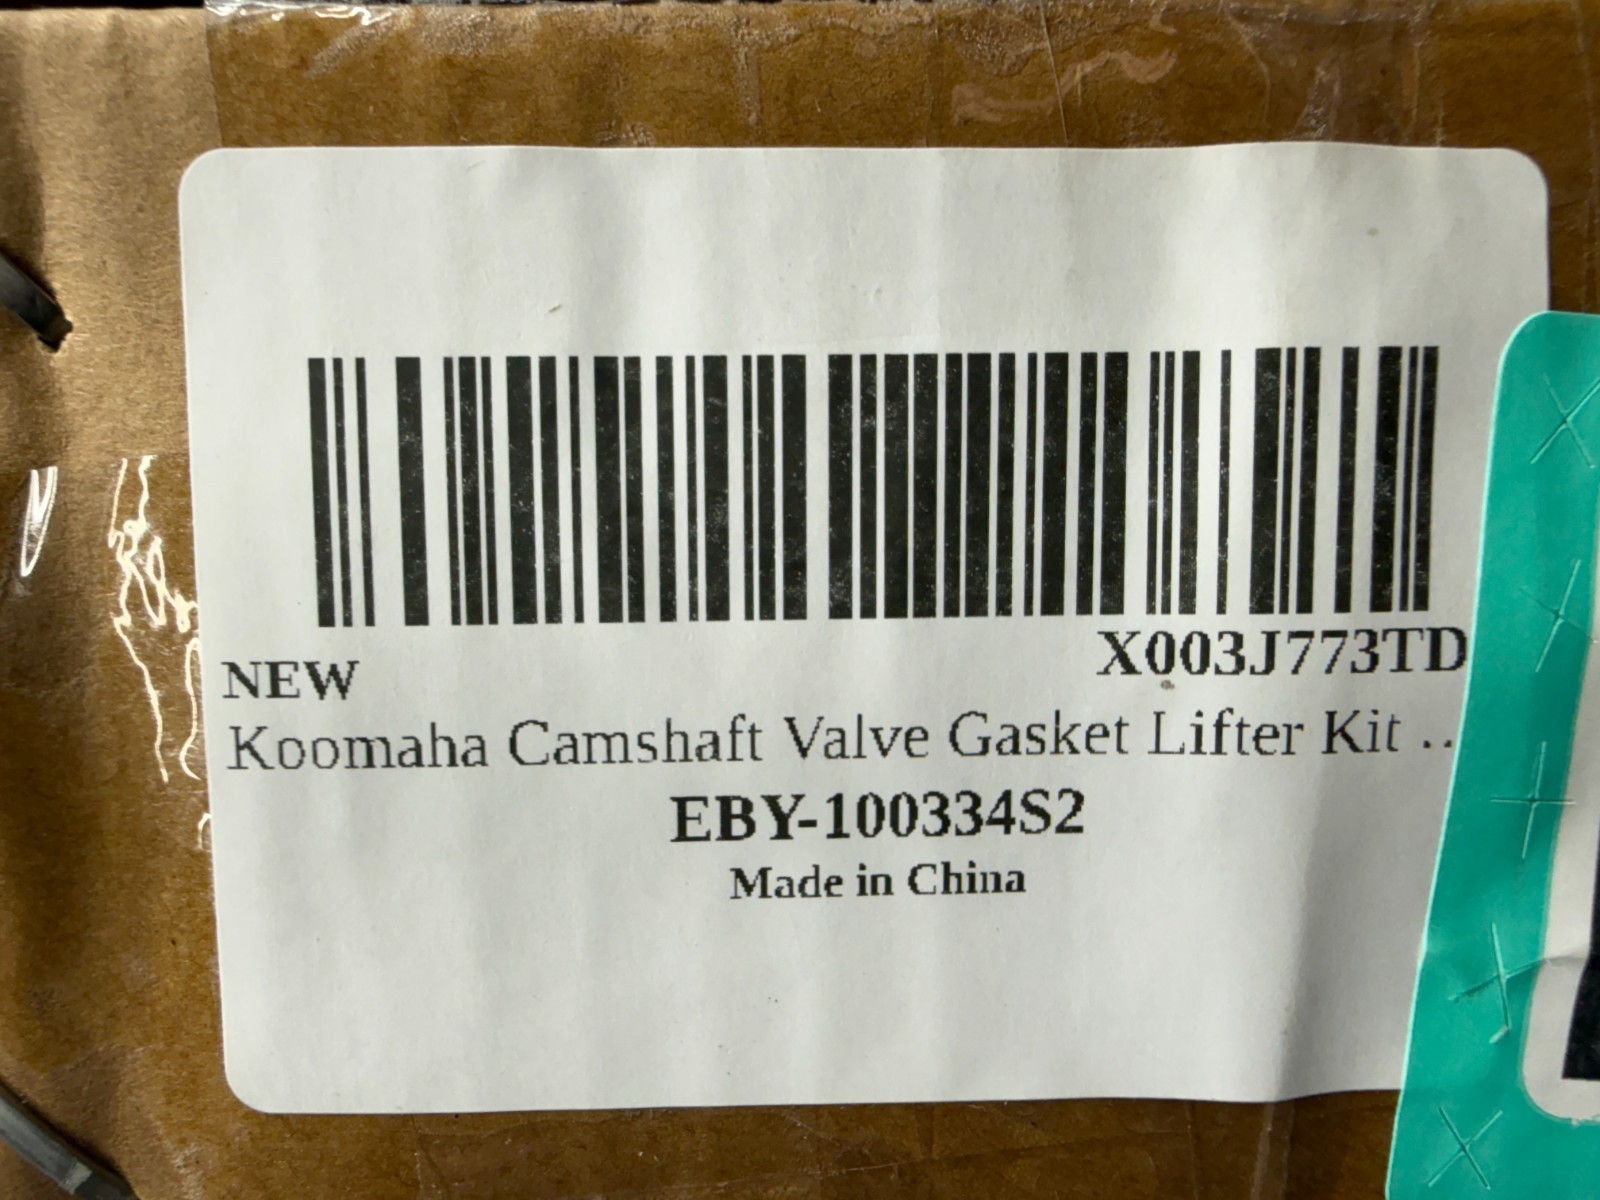 NEW X003J773TD
Koomaha Camshaft Valve Gasket Lifter Kit ..
EBY-100334S2
Made in China